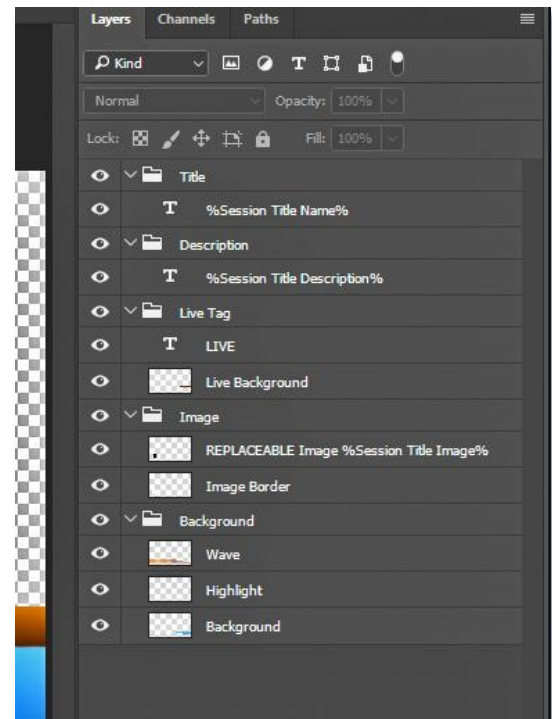 Layers Channels Paths
Kind
Normal Opacity: 100%
Lock: Fill: 100%
Title
T %Session Title Name%
Description
T %Session Title Description%
Live Tag
T LIVE
Live Background
Image
REPLACEABLE Image %Session Title Image%
Image Border
Background
Wave
Highlight
Background